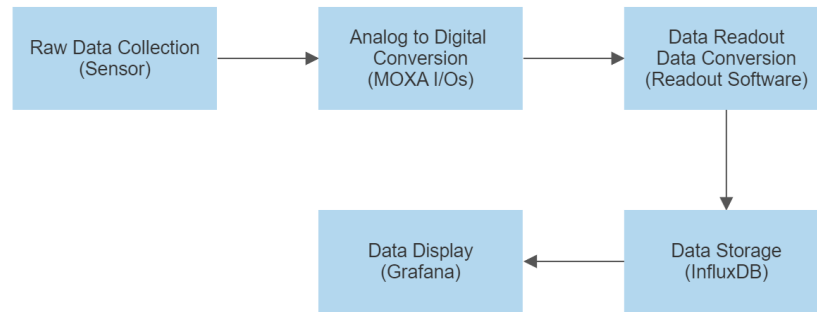 Raw Data Collection
(Sensor)
Analog to Digital
Conversion
(MOXA I/Os)
Data Readout
Data Conversion
(Readout Software)
Data Storage
(InfluxDB)
Data Display
(Grafana)